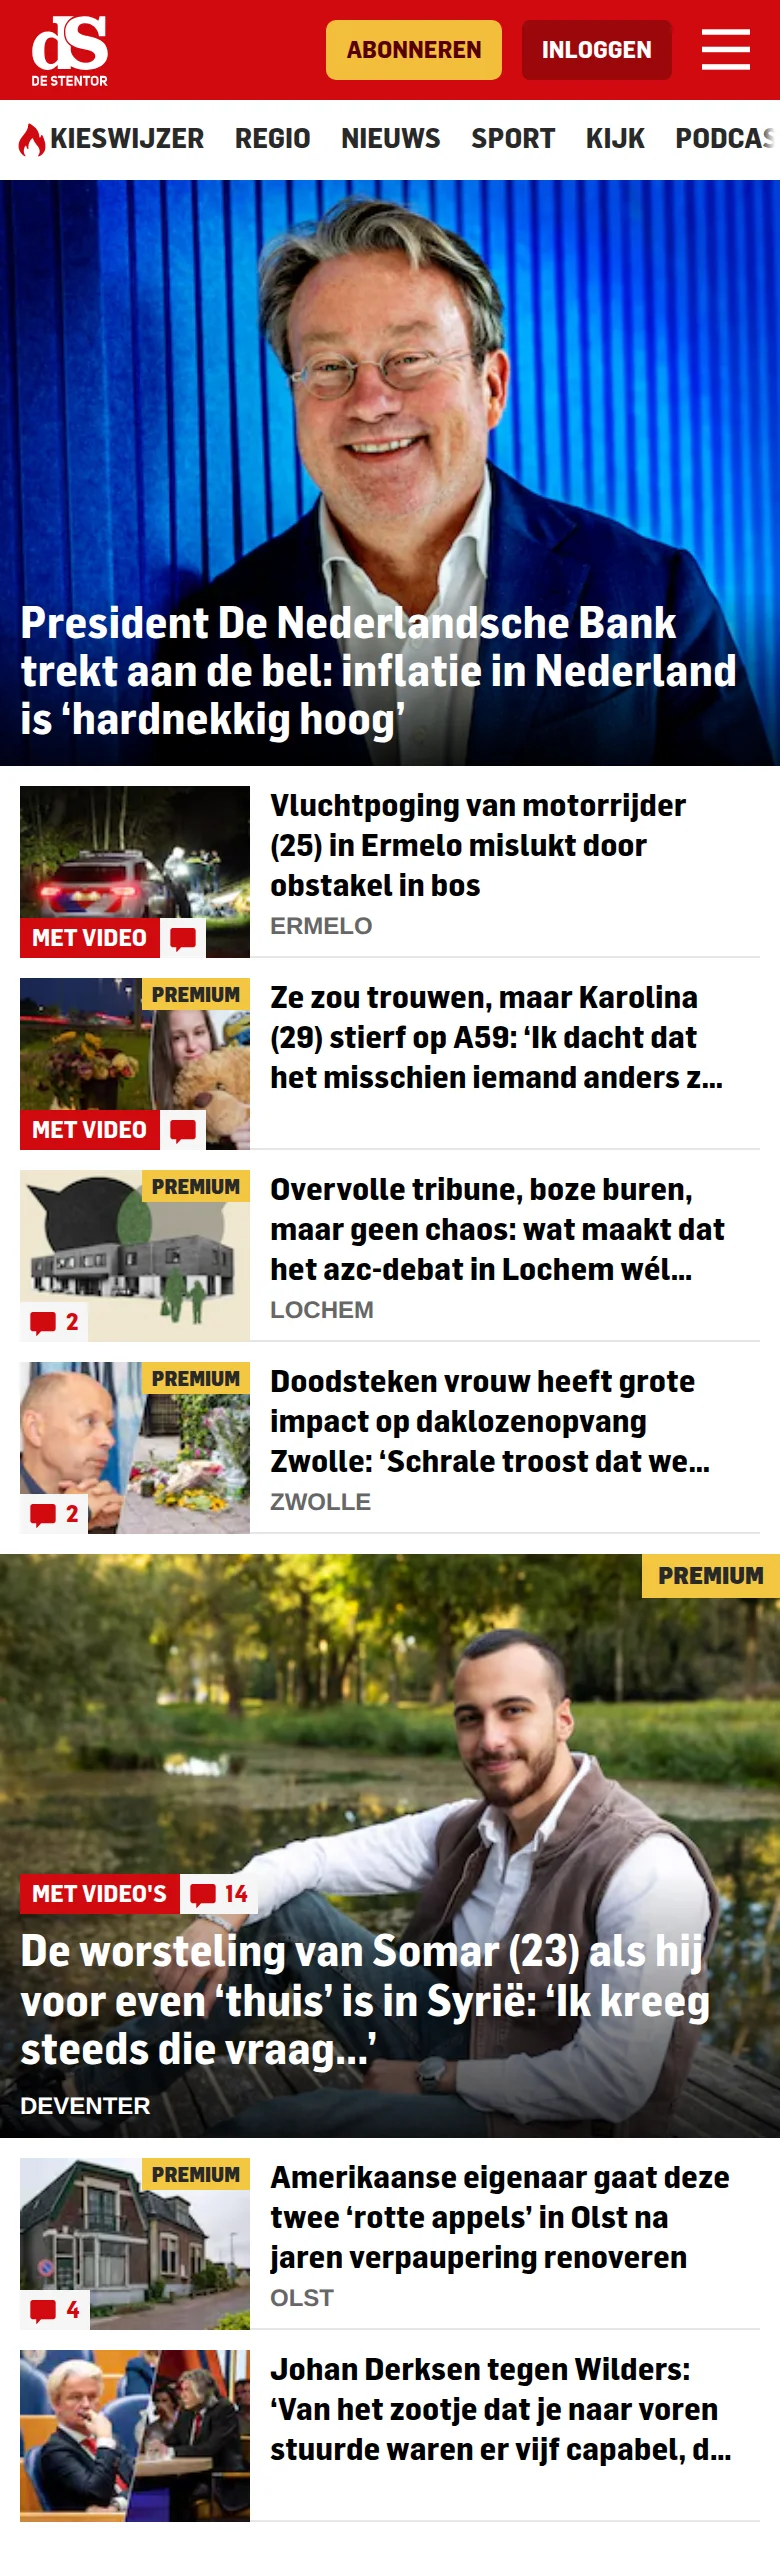 dS
DE STENTOR
ABONNEREN
INLOGGEN
KIESWIJZER REGIO NIEUWS SPORT KIJK PODCAS
President De Nederlandsche Bank
trekt aan de bel: inflatie in Nederland
is ‘hardnekkig hoog’
Vluchtpoging van motorrijder
(25) in Ermelo mislukt door
obstakel in bos
ERMELO
MET VIDEO
PREMIUM
Ze zou trouwen, maar Karolina
(29) stierf op A59: ‘Ik dacht dat
het misschien iemand anders z...
MET VIDEO
PREMIUM
Overvolle tribune, boze buren,
maar geen chaos: wat maakt dat
het azc-debat in Lochem wél...
LOCHEM
2
PREMIUM
Doodsteken vrouw heeft grote
impact op daklozenopvang
Zwolle: ‘Schrale troost dat we...
ZWOLLE
2
PREMIUM
MET VIDEO'S 14
De worsteling van Somar (23) als hij
voor even ‘thuis’ is in Syrië: ‘Ik kreeg
steeds die vraag...’
DEVENTER
PREMIUM
Amerikaanse eigenaar gaat deze
twee ‘rotte appels’ in Olst na
jaren verpaupering renoveren
OLST
4
Johan Derksen tegen Wilders:
‘Van het zootje dat je naar voren
stuurde waren er vijf capabel, d...